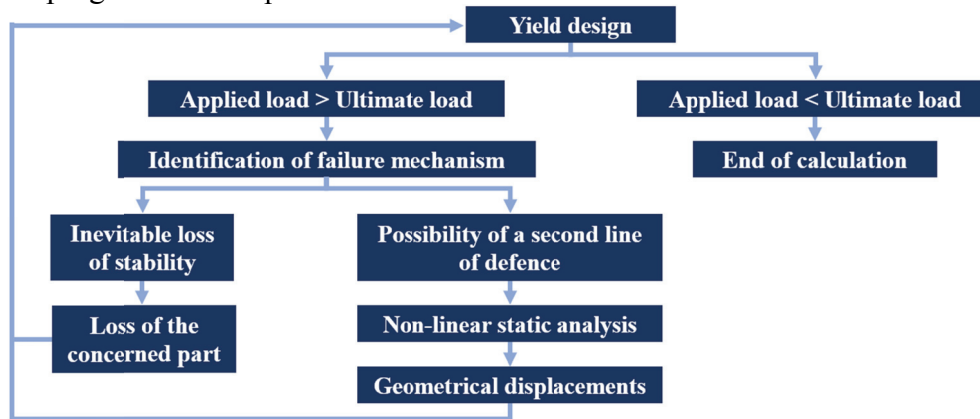 Yield design
Applied load > Ultimate load
Applied load < Ultimate load
Identification of failure mechanism
End of calculation
Inevitable loss
of stability
Possibility of a second line
of defence
Loss of the
concerned part
Non-linear static analysis
Geometrical displacements